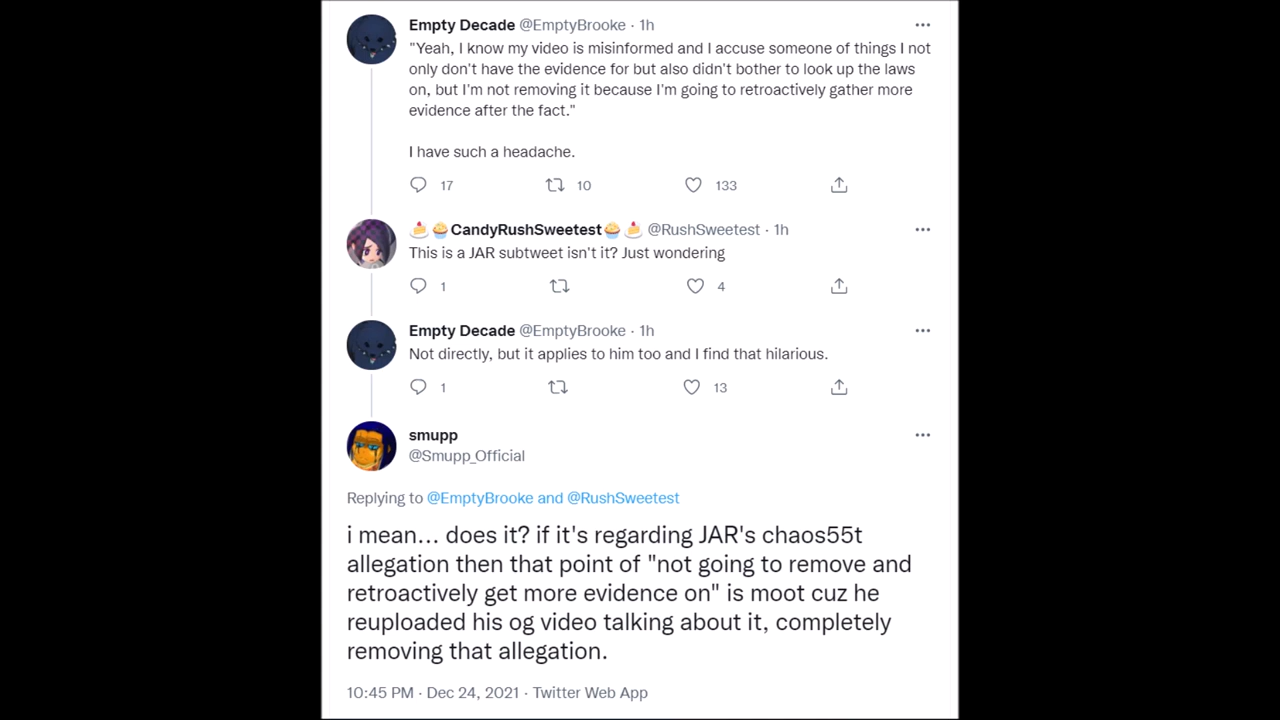 Empty Decade @EmptyBrooke · 1h
"Yeah, I know my video is misinformed and I accuse someone of things I not
only don't have the evidence for but also didn't bother to look up the laws
on, but I'm not removing it because I'm going to retroactively gather more
evidence after the fact."
I have such a headache.
17 10 133
🍰🧁CandyRushSweetest🧁🍰 @RushSweetest · 1h
This is a JAR subtweet isn't it? Just wondering
1 4
Empty Decade @EmptyBrooke · 1h
Not directly, but it applies to him too and I find that hilarious.
1 13
smupp
@Smupp_Official
Replying to @EmptyBrooke and @RushSweetest
i mean... does it? if it's regarding JAR's chaos55t
allegation then that point of "not going to remove and
retroactively get more evidence on" is moot cuz he
reuploaded his og video talking about it, completely
removing that allegation.
10:45 PM · Dec 24, 2021 · Twitter Web App